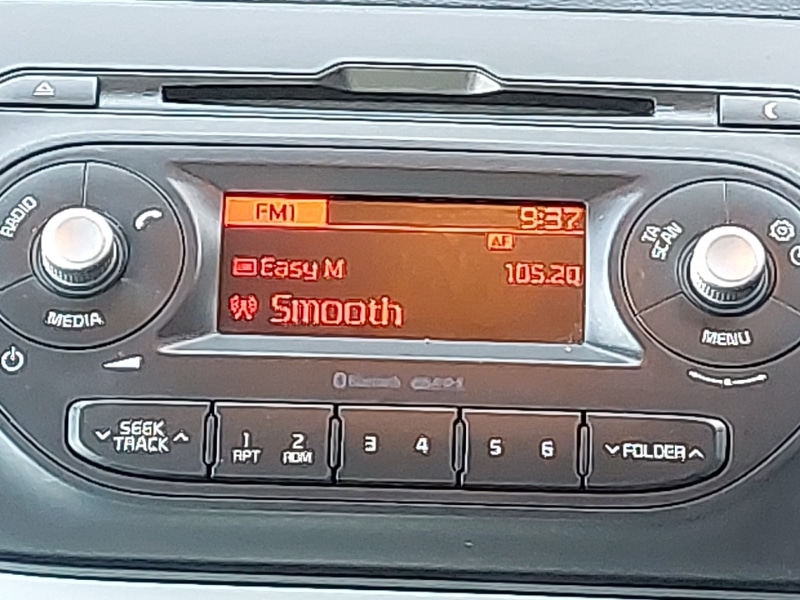 FM1 9:37
AF
Easy M 105.20
Smooth
RADIO
MEDIA
TA
SCAN
MENU
Bluetooth
SEEK
TRACK
1 2 3 4 5 6
RPT RDM
FOLDER